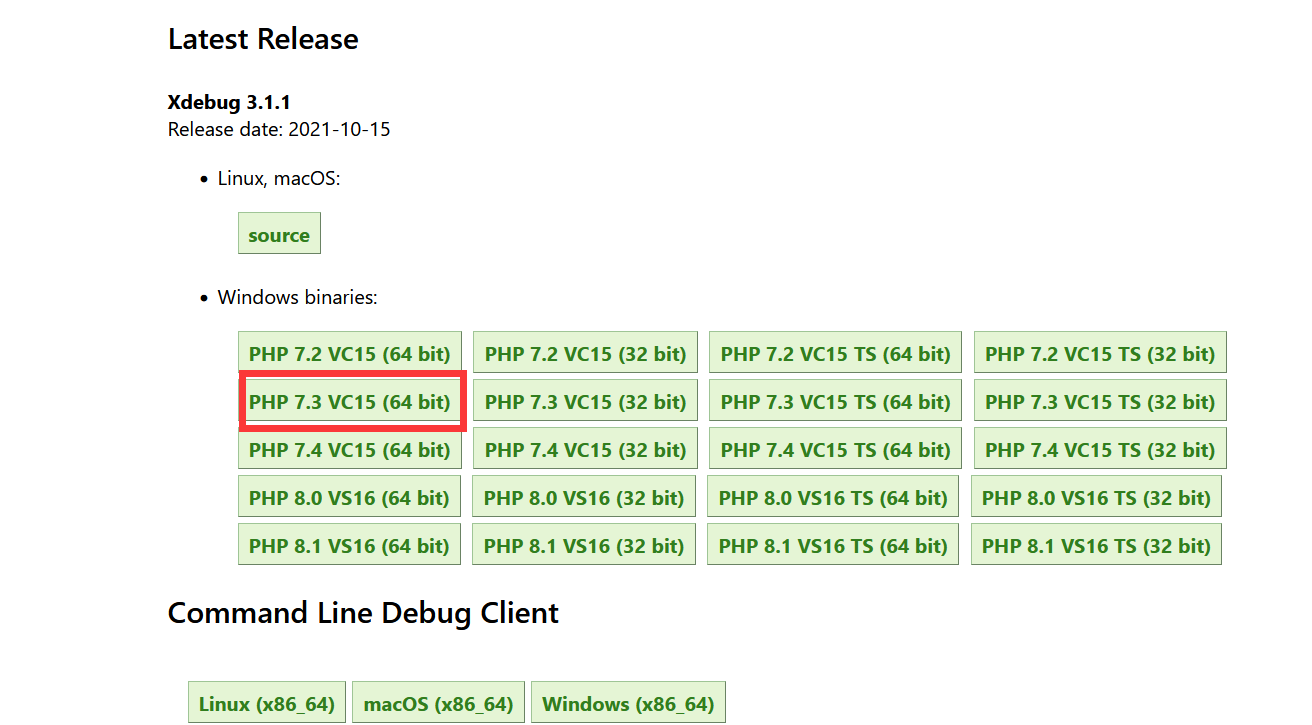 Latest Release
Xdebug 3.1.1
Release date: 2021-10-15
Linux, macOS:
source
Windows binaries:
PHP 7.2 VC15 (64 bit) PHP 7.2 VC15 (32 bit) PHP 7.2 VC15 TS (64 bit) PHP 7.2 VC15 TS (32 bit)
PHP 7.3 VC15 (64 bit) PHP 7.3 VC15 (32 bit) PHP 7.3 VC15 TS (64 bit) PHP 7.3 VC15 TS (32 bit)
PHP 7.4 VC15 (64 bit) PHP 7.4 VC15 (32 bit) PHP 7.4 VC15 TS (64 bit) PHP 7.4 VC15 TS (32 bit)
PHP 8.0 VS16 (64 bit) PHP 8.0 VS16 (32 bit) PHP 8.0 VS16 TS (64 bit) PHP 8.0 VS16 TS (32 bit)
PHP 8.1 VS16 (64 bit) PHP 8.1 VS16 (32 bit) PHP 8.1 VS16 TS (64 bit) PHP 8.1 VS16 TS (32 bit)
Command Line Debug Client
Linux (x86_64) macOS (x86_64) Windows (x86_64)